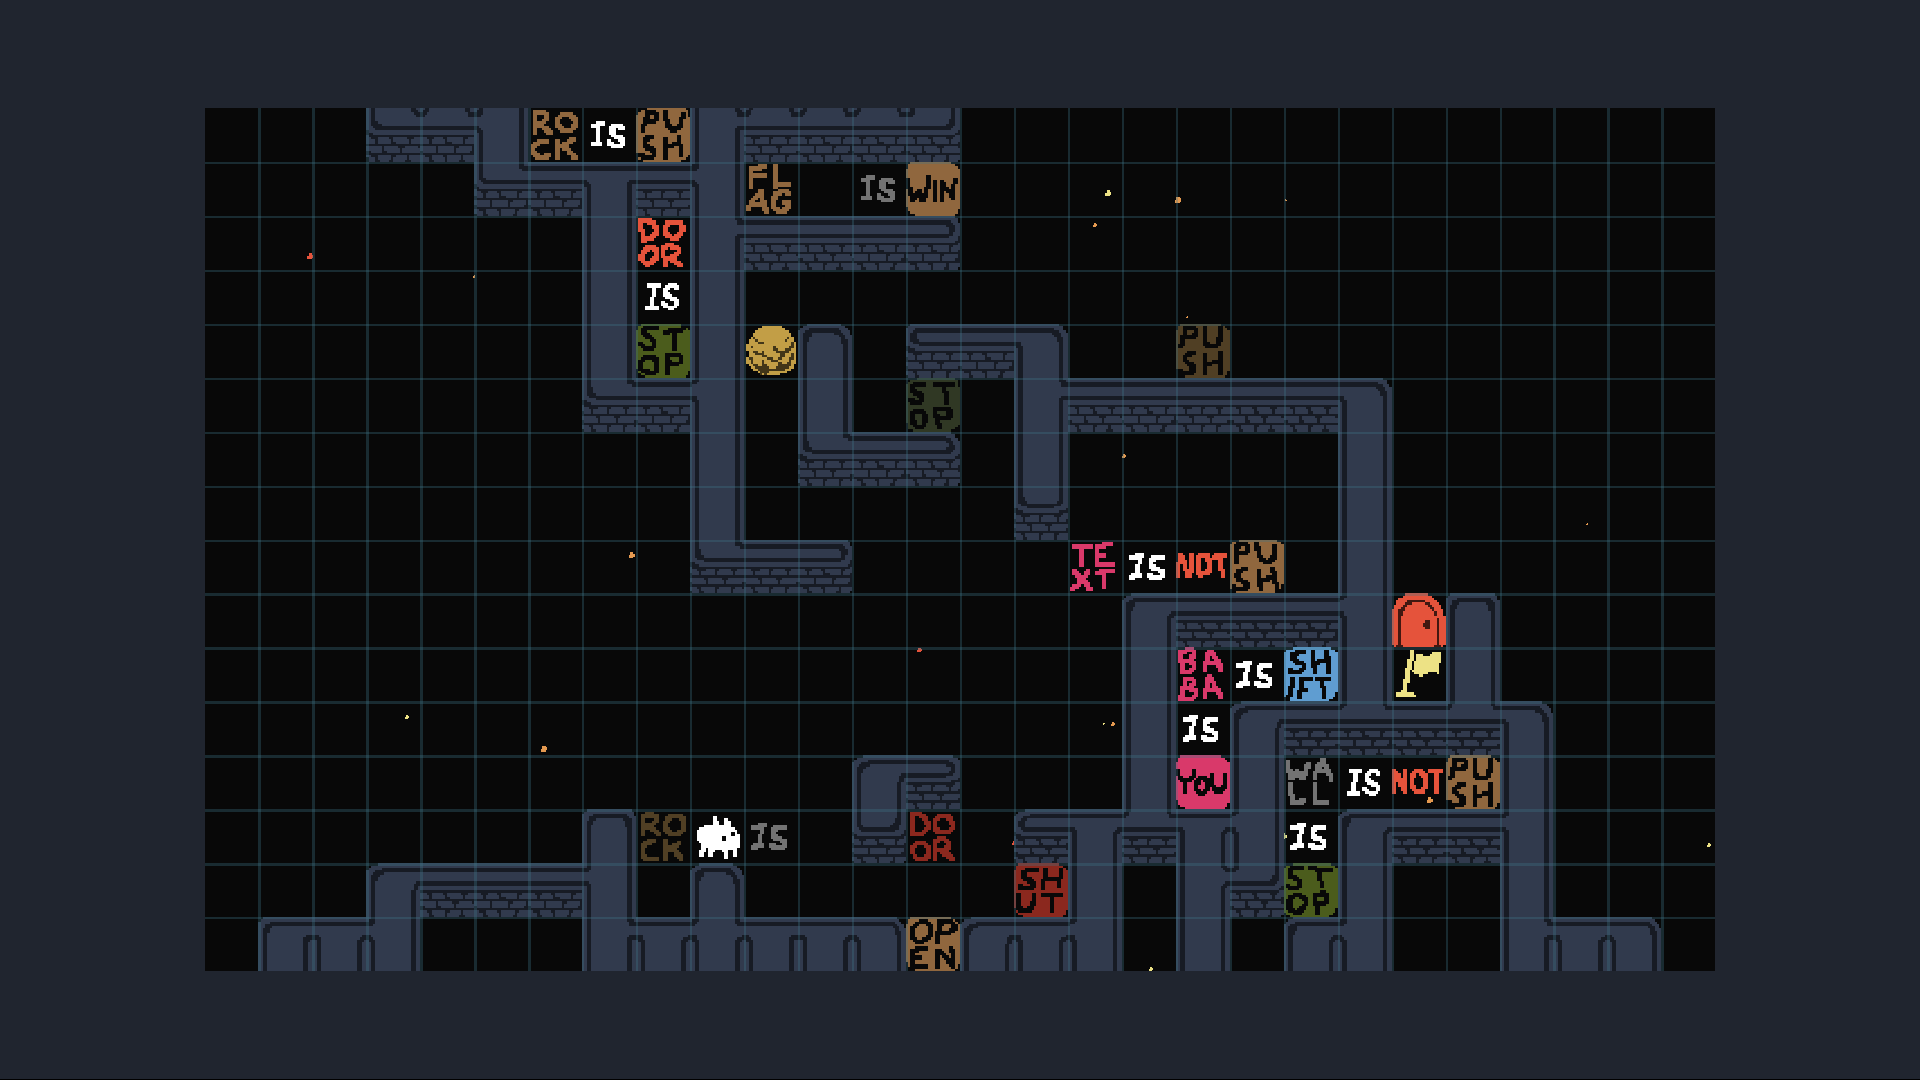 ROCK IS PUSH
FLAG IS WIN
DOOR
IS
STOP
PUSH
STOP
TEXT IS NOT PUSH
BABA IS SHIFT
IS
YOU
WALL IS NOT PUSH
ROCK IS
DOOR
IS
SHUT
STOP
OPEN